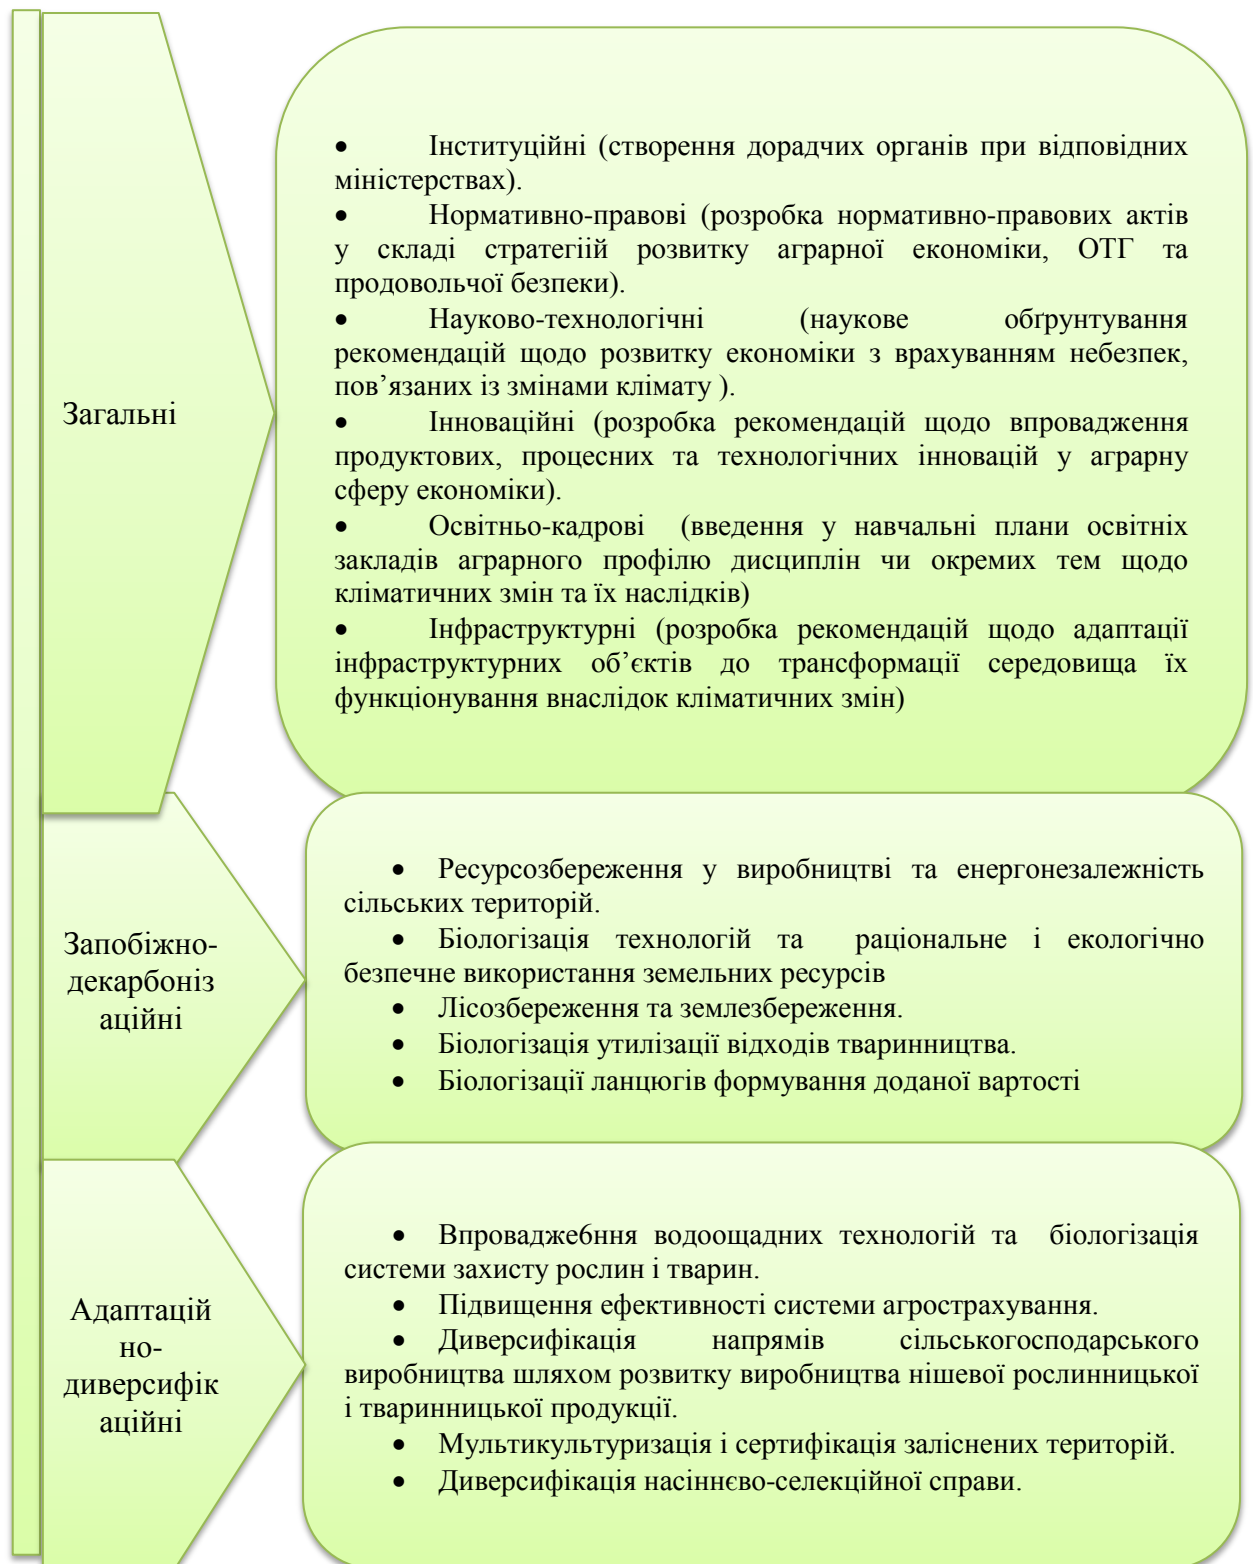 Загальні
• Інституційні (створення дорадчих органів при відповідних
міністерствах).
• Нормативно-правові (розробка нормативно-правових актів
у складі стратегіій розвитку аграрної економіки, ОТГ та
продовольчої безпеки).
• Науково-технологічні (наукове обґрунтування
рекомендацій щодо розвитку економіки з врахуванням небезпек,
пов’язаних із змінами клімату ).
• Інноваційні (розробка рекомендацій щодо впровадження
продуктових, процесних та технологічних інновацій у аграрну
сферу економіки).
• Освітньо-кадрові (введення у навчальні плани освітніх
закладів аграрного профілю дисциплін чи окремих тем щодо
кліматичних змін та їх наслідків)
• Інфраструктурні (розробка рекомендацій щодо адаптації
інфраструктурних об’єктів до трансформації середовища їх
функціонування внаслідок кліматичних змін)
Запобіжно-
декарбоніз
аційні
• Ресурсозбереження у виробництві та енергонезалежність
сільських територій.
• Біологізація технологій та раціональне і екологічно
безпечне використання земельних ресурсів
• Лісозбереження та землезбереження.
• Біологізація утилізації відходів тваринництва.
• Біологізації ланцюгів формування доданої вартості
Адаптацій
но-
диверсифік
аційні
• Впровадже6ння водоощадних технологій та біологізація
системи захисту рослин і тварин.
• Підвищення ефективності системи агрострахування.
• Диверсифікація напрямів сільськогосподарського
виробництва шляхом розвитку виробництва нішевої рослинницької
і тваринницької продукції.
• Мультикультуризація і сертифікація заліснених територій.
• Диверсифікація насіннєво-селекційної справи.